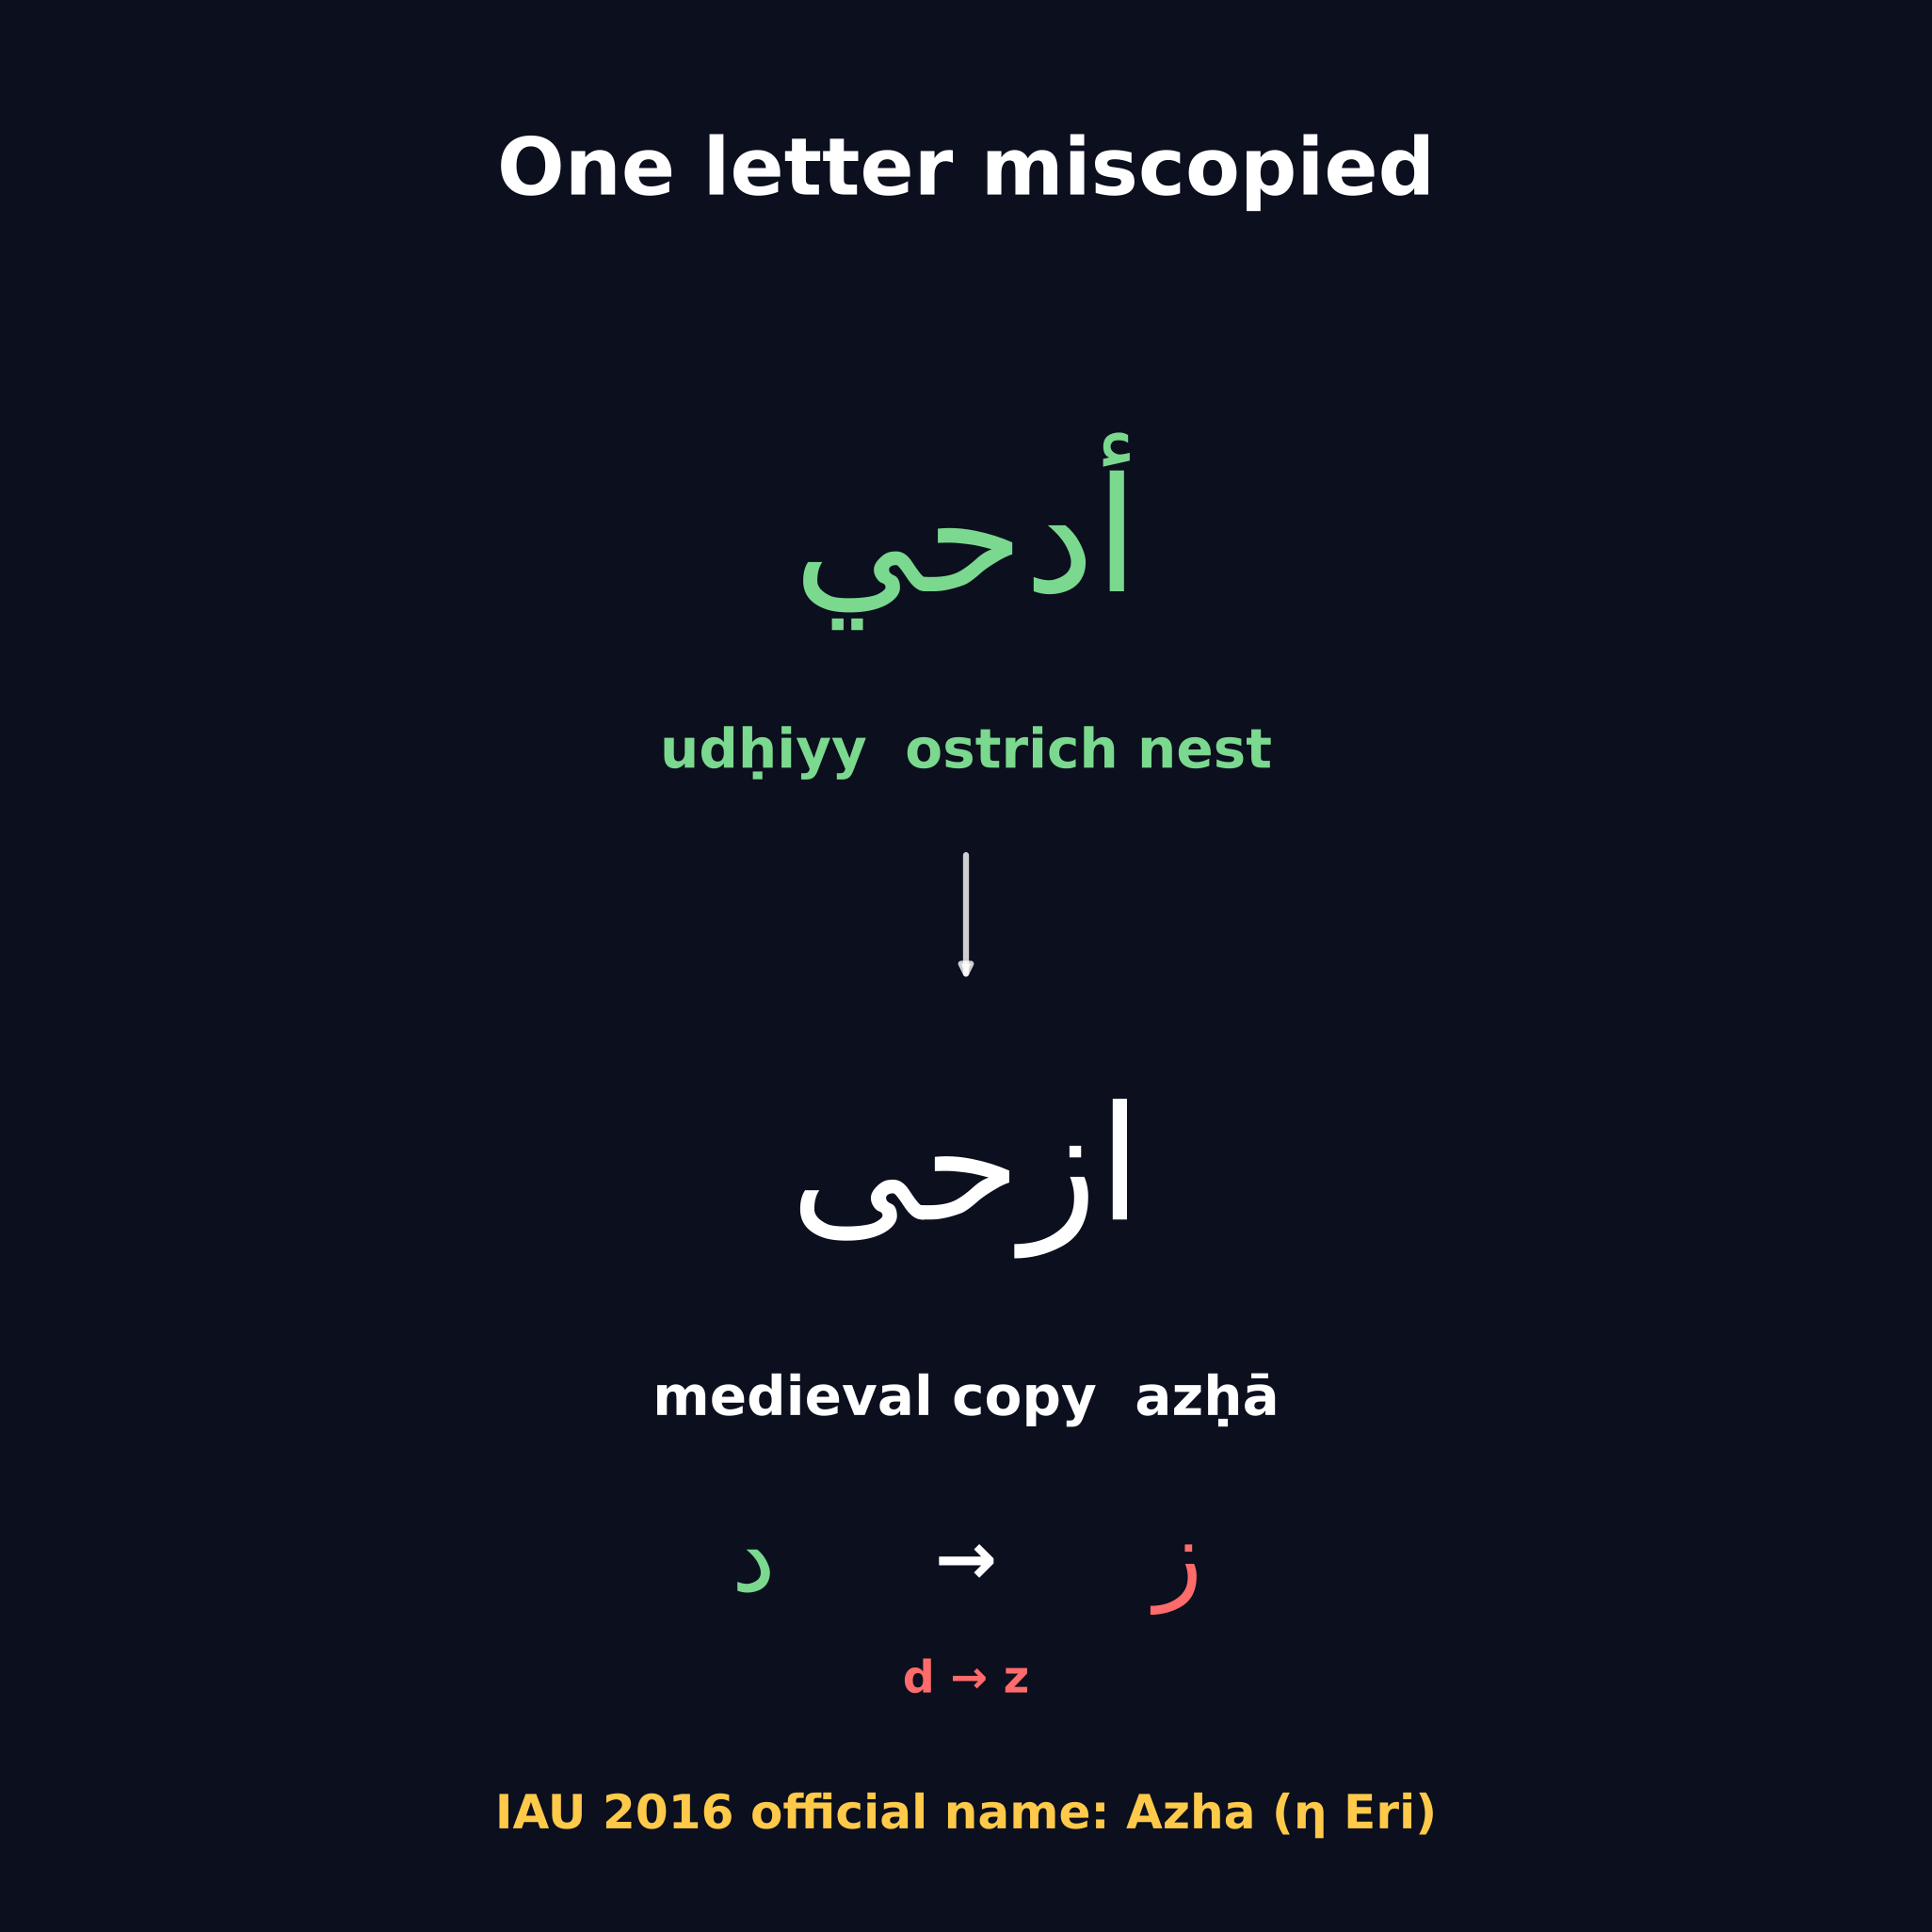 One letter miscopied
أدحي
udḥiyy ostrich nest
ازحى
medieval copy azḥā
د → ز
d → z
IAU 2016 official name: Azha (η Eri)